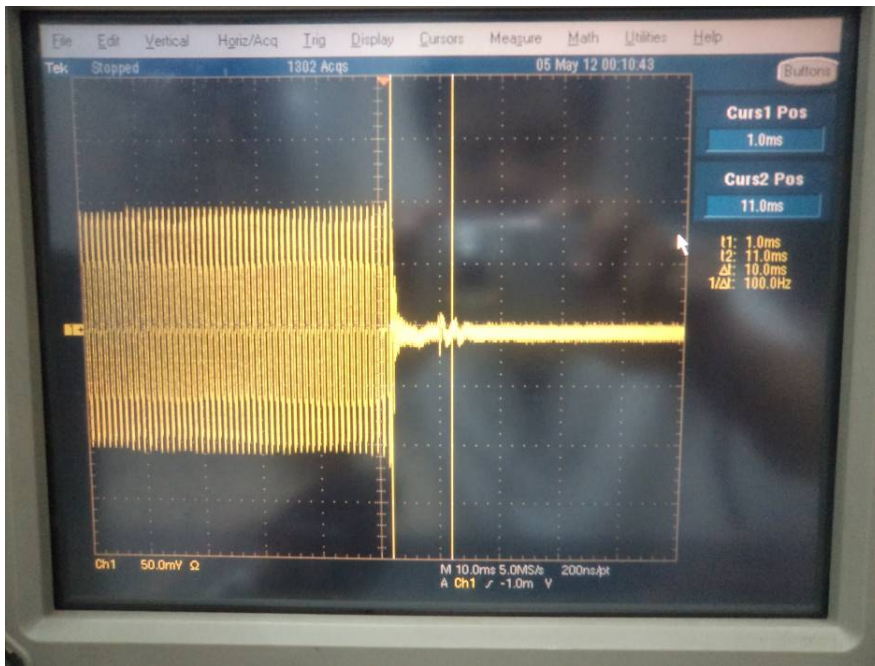 File Edit Vertical Horiz/Acq Trig Display Cursors Measure Math Utilities Help
Tek Stopped 1302 Acqs 05 May 12 00:10:43 Buttons
Curs1 Pos
1.0ms
Curs2 Pos
11.0ms
t1: 1.0ms
t2: 11.0ms
Δt: 10.0ms
1/Δt: 100.0Hz
1
Ch1 50.0mV Ω M 10.0ms 5.0MS/s 200ns/pt
A Ch1 ⨍ -1.0m V